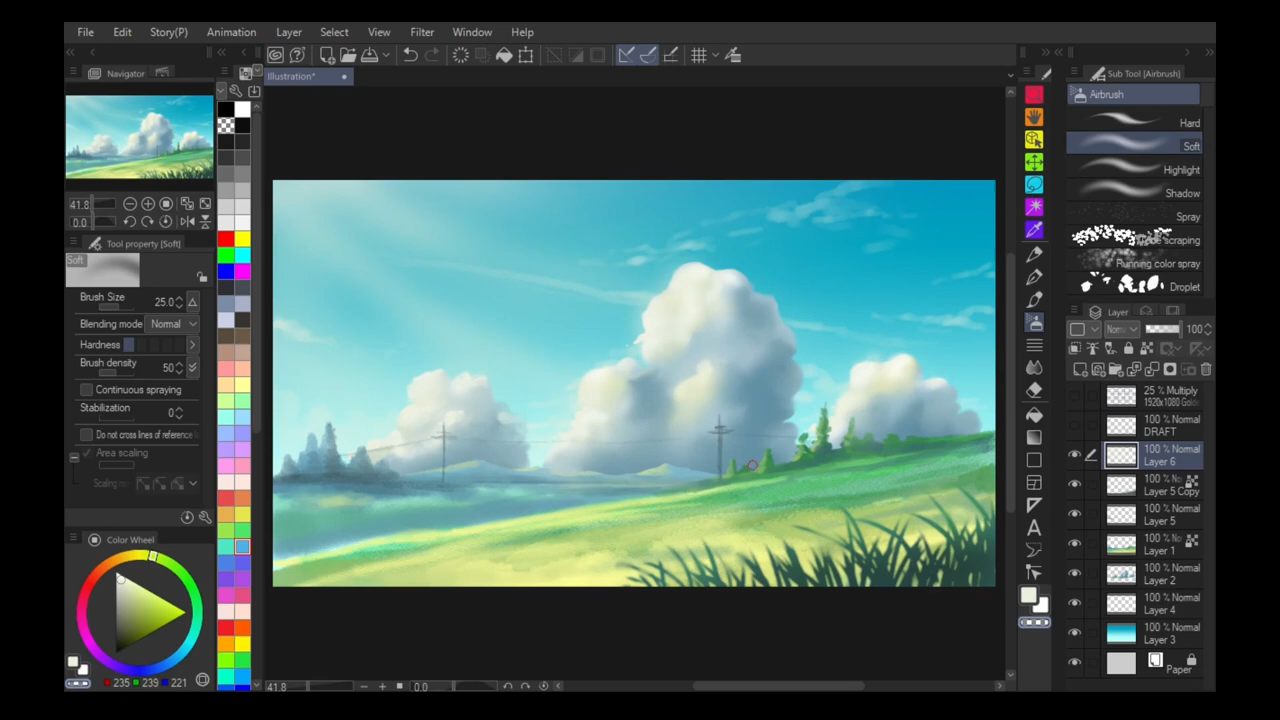 File Edit Story(P) Animation Layer Select View Filter Window Help
Navigator
Illustration*
Sub Tool [Airbrush]
Airbrush
Hard
Soft
Highlight
Shadow
Spray
scraping
Running color spray
Droplet
41.8
0.0
Tool property [Soft]
Soft
Brush Size 25.0
Blending mode Normal
Hardness
Brush density 50
Continuous spraying
Stabilization 0
Do not cross lines of reference
Area scaling
Color Wheel
235 239 221
41.8 0.0
Layer
100
25 % Multiply
100 % Normal
DRAFT
100 % Normal
Layer 6
Layer 5 Copy
100 % Normal
Layer 5
Layer 1
100 % Normal
Layer 2
100 % Normal
Layer 4
100 % Normal
Layer 3
Paper